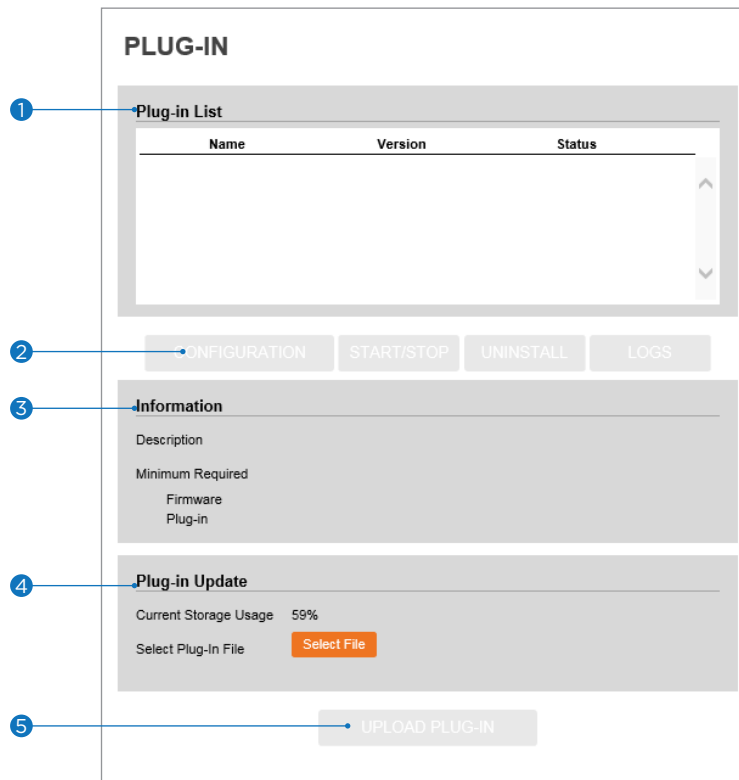 PLUG-IN
1
Plug-in List
Name Version Status
2
CONFIGURATION START/STOP UNINSTALL LOGS
3
Information
Description
Minimum Required
Firmware
Plug-in
4
Plug-in Update
Current Storage Usage 59%
Select Plug-In File Select File
5
UPLOAD PLUG-IN